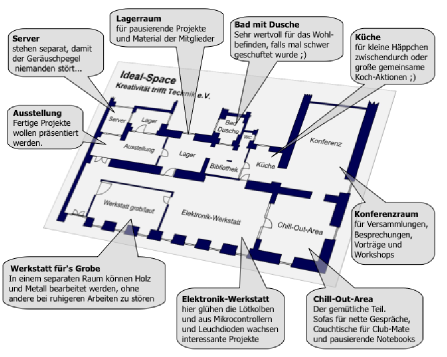 Lagerraum
für pausierende Projekte
und Material der Mitglieder
Bad mit Dusche
Sehr wertvoll für das Wohl-
befinden, falls mal schwer
geschuftet wurde ;)
Küche
für kleine Häppchen
zwischendurch oder
große gemeinsame
Koch-Aktionen ;)
Server
stehen separat, damit
der Geräuschpegel
niemanden stört...
Ideal-Space
Kreativität trifft Technik e.V.
Ausstellung
Fertige Projekte
wollen präsentiert
werden.
Server
Lager
Bad
Dusche
WC
Konferenz
Ausstellung
Lager
Bibliothek
Küche
Werkstatt grob/laut
Elektronik-Werkstatt
Chill-Out-Area
Konferenzraum
für Versammlungen,
Besprechungen,
Vorträge und
Workshops
Werkstatt für's Grobe
In einem separaten Raum können Holz
und Metall bearbeitet werden, ohne
andere bei ruhigeren Arbeiten zu stören
Elektronik-Werkstatt
hier glühen die Lötkolben
und aus Mikrocontrollern
und Leuchdioden wachsen
interessante Projekte
Chill-Out-Area
Der gemütliche Teil.
Sofas für nette Gespräche,
Couchtische für Club-Mate
und pausierende Notebooks